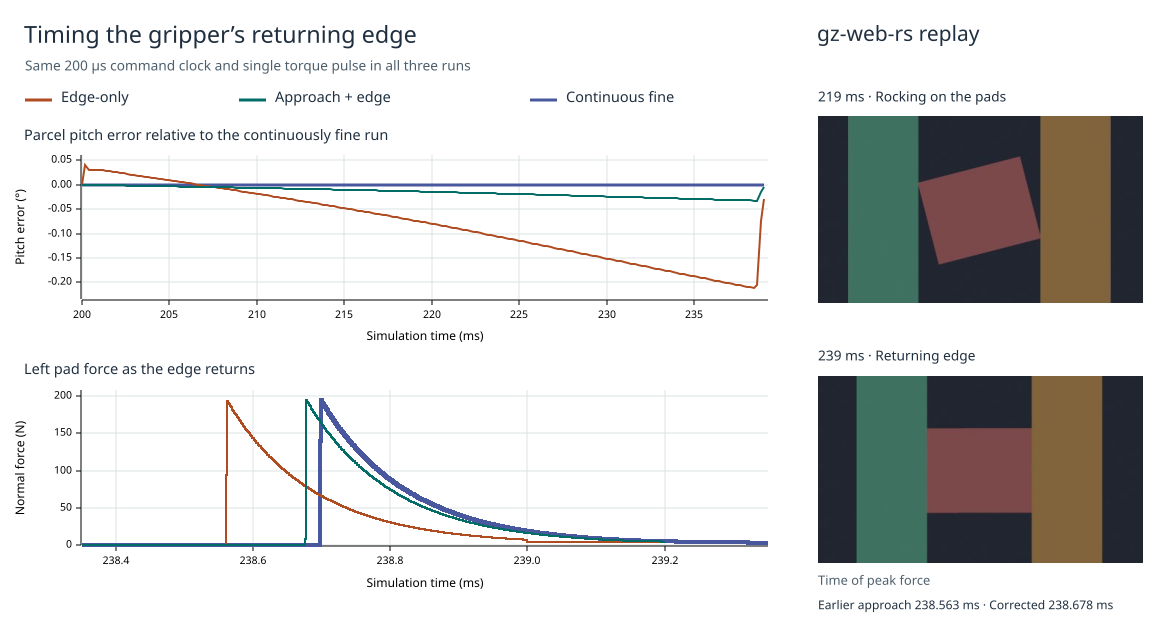 Timing the gripper’s returning edge
Same 200 µs command clock and single torque pulse in all three runs
Edge-only
Approach + edge
Continuous fine
Parcel pitch error relative to the continuously fine run
Pitch error (°)
0.05
0.00
-0.05
-0.10
-0.15
-0.20
200 205 210 215 220 225 230 235
Simulation time (ms)
Left pad force as the edge returns
Normal force (N)
200
150
100
50
0
238.4 238.6 238.8 239.0 239.2
Simulation time (ms)
gz-web-rs replay
219 ms · Rocking on the pads
239 ms · Returning edge
Time of peak force
Earlier approach 238.563 ms · Corrected 238.678 ms